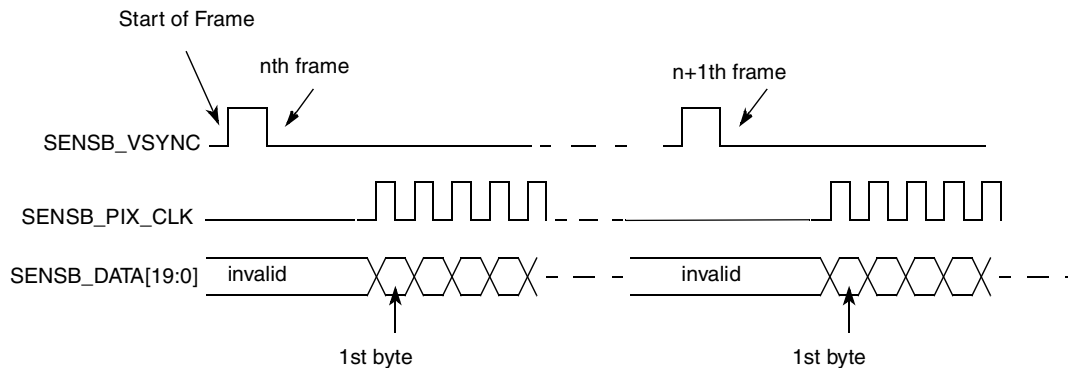 Start of Frame
nth frame
n+1th frame
SENSB_VSYNC
SENSB_PIX_CLK
SENSB_DATA[19:0]
invalid
invalid
1st byte
1st byte